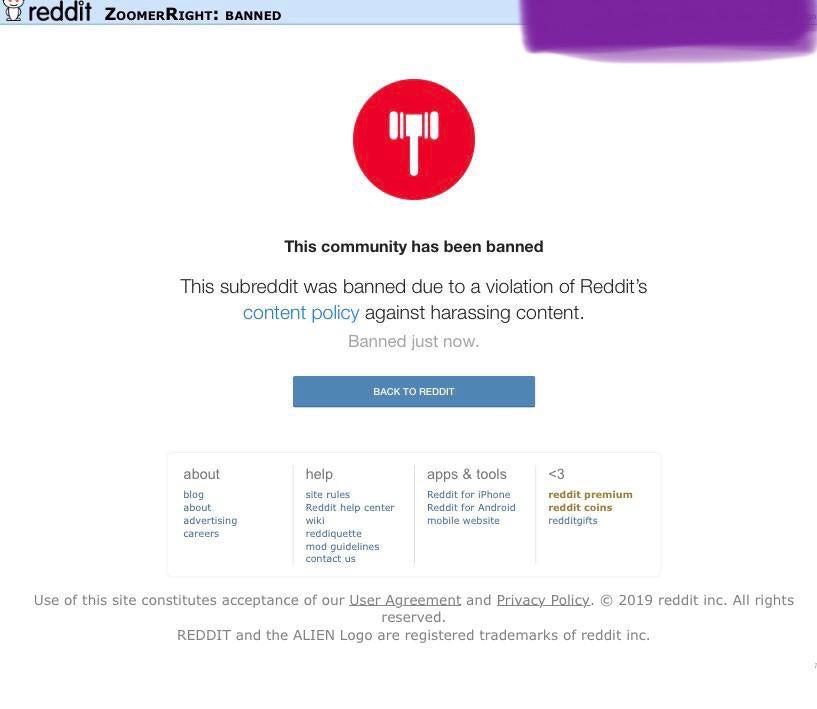 reddit ZOOMERRIGHT: BANNED
This community has been banned
This subreddit was banned due to a violation of Reddit's
content policy against harassing content.
Banned just now.
BACK TO REDDIT
about
blog
about
advertising
careers
help
site rules
Reddit help center
wiki
reddiquette
mod guidelines
contact us
apps & tools
Reddit for iPhone
Reddit for Android
mobile website
<3
reddit premium
reddit coins
redditgifts
Use of this site constitutes acceptance of our User Agreement and Privacy Policy. © 2019 reddit inc. All rights
reserved.
REDDIT and the ALIEN Logo are registered trademarks of reddit inc.